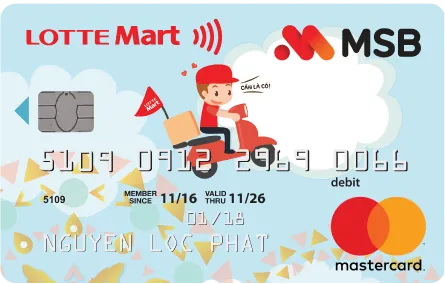 LOTTE Mart
MSB
CẦN LÀ CÓ!
LOTTE
Mart
5109 0912 2969 0066
debit
5109 MEMBER SINCE 11/16 VALID THRU 11/26
01/18
NGUYEN LOC PHAT
mastercard